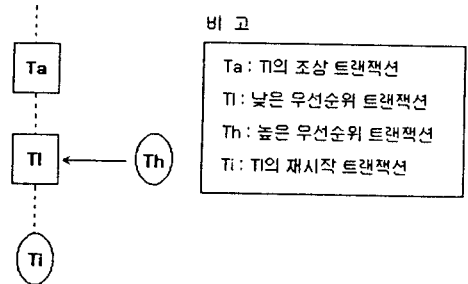 비 고
Ta
Ta : Tl의 조상 트랜잭션
Tl : 낮은 우선순위 트랜잭션
Tl
Th
Th : 높은 우선순위 트랜잭션
Ti : Tl의 재시작 트랜잭션
Ti